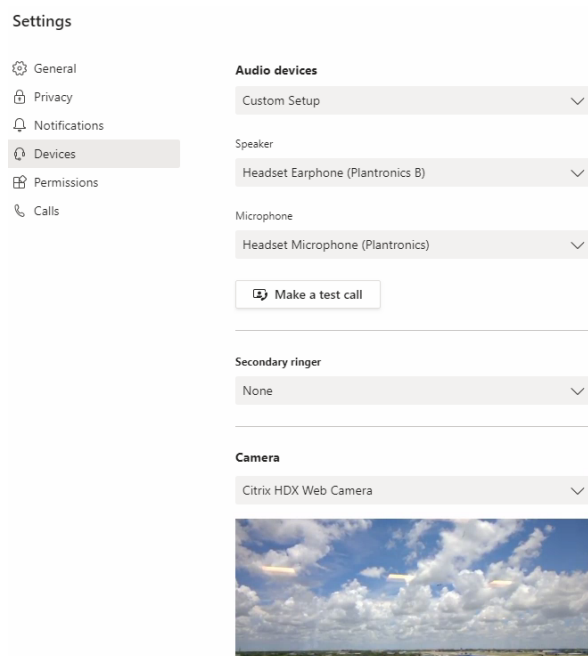 Settings
General
Privacy
Notifications
Devices
Permissions
Calls
Audio devices
Custom Setup
Speaker
Headset Earphone (Plantronics B)
Microphone
Headset Microphone (Plantronics)
Make a test call
Secondary ringer
None
Camera
Citrix HDX Web Camera